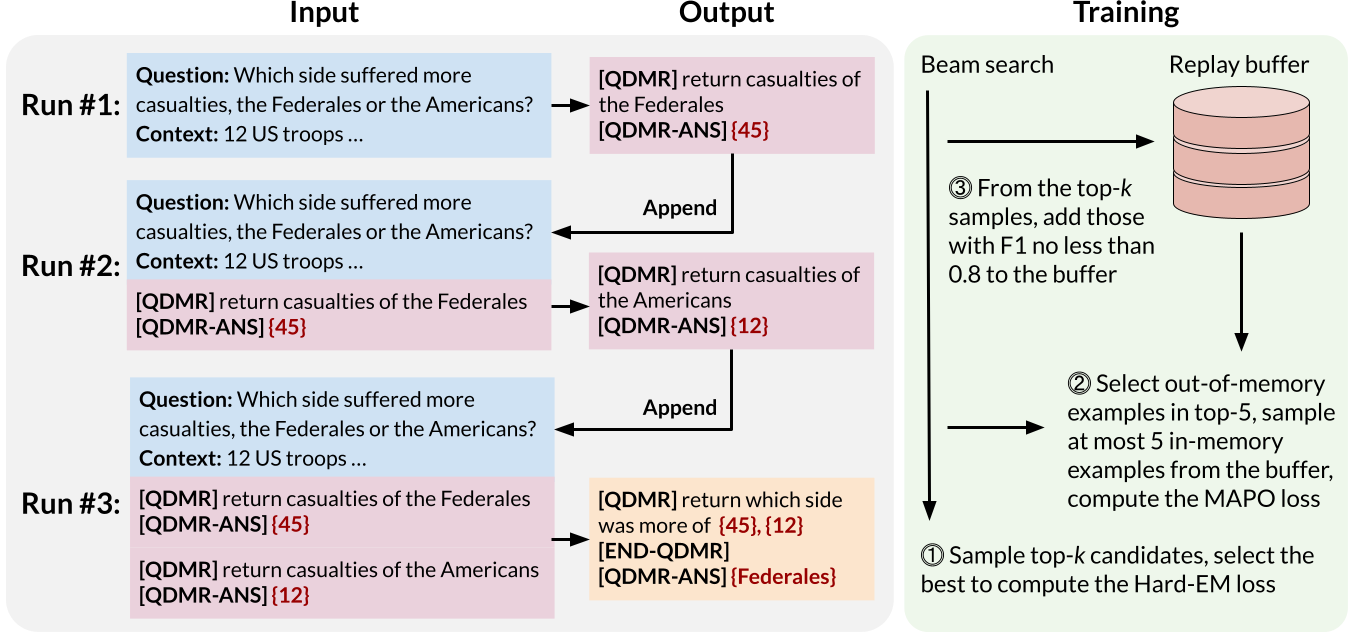 Input
Output
Training
Run #1:
Question: Which side suffered more
casualties, the Federales or the Americans?
Context: 12 US troops ...
[QDMR] return casualties of
the Federales
[QDMR-ANS] {45}
Append
Run #2:
Question: Which side suffered more
casualties, the Federales or the Americans?
Context: 12 US troops ...
[QDMR] return casualties of the Federales
[QDMR-ANS] {45}
[QDMR] return casualties of
the Americans
[QDMR-ANS] {12}
Append
Run #3:
Question: Which side suffered more
casualties, the Federales or the Americans?
Context: 12 US troops ...
[QDMR] return casualties of the Federales
[QDMR-ANS] {45}
[QDMR] return casualties of the Americans
[QDMR-ANS] {12}
[QDMR] return which side
was more of {45}, {12}
[END-QDMR]
[QDMR-ANS] {Federales}
Beam search
Replay buffer
③ From the top-k
samples, add those
with F1 no less than
0.8 to the buffer
② Select out-of-memory
examples in top-5, sample
at most 5 in-memory
examples from the buffer,
compute the MAPO loss
① Sample top-k candidates, select the
best to compute the Hard-EM loss